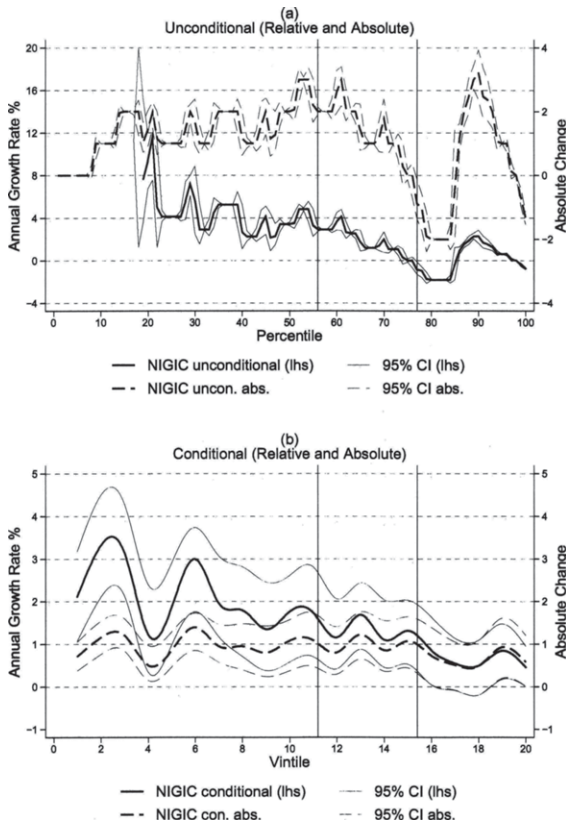 (a)
Unconditional (Relative and Absolute)
Annual Growth Rate %
20
16
12
8
4
0
−4
4
2
0
−2
−4
Absolute Change
0 10 20 30 40 50 60 70 80 90 100
Percentile
NIGIC unconditional (lhs) 95% CI (lhs)
NIGIC uncon. abs. 95% CI abs.
(b)
Conditional (Relative and Absolute)
Annual Growth Rate %
5
4
3
2
1
0
−1
5
4
3
2
1
0
−1
Absolute Change
0 2 4 6 8 10 12 14 16 18 20
Vintile
NIGIC conditional (lhs) 95% CI (lhs)
NIGIC con. abs. 95% CI abs.